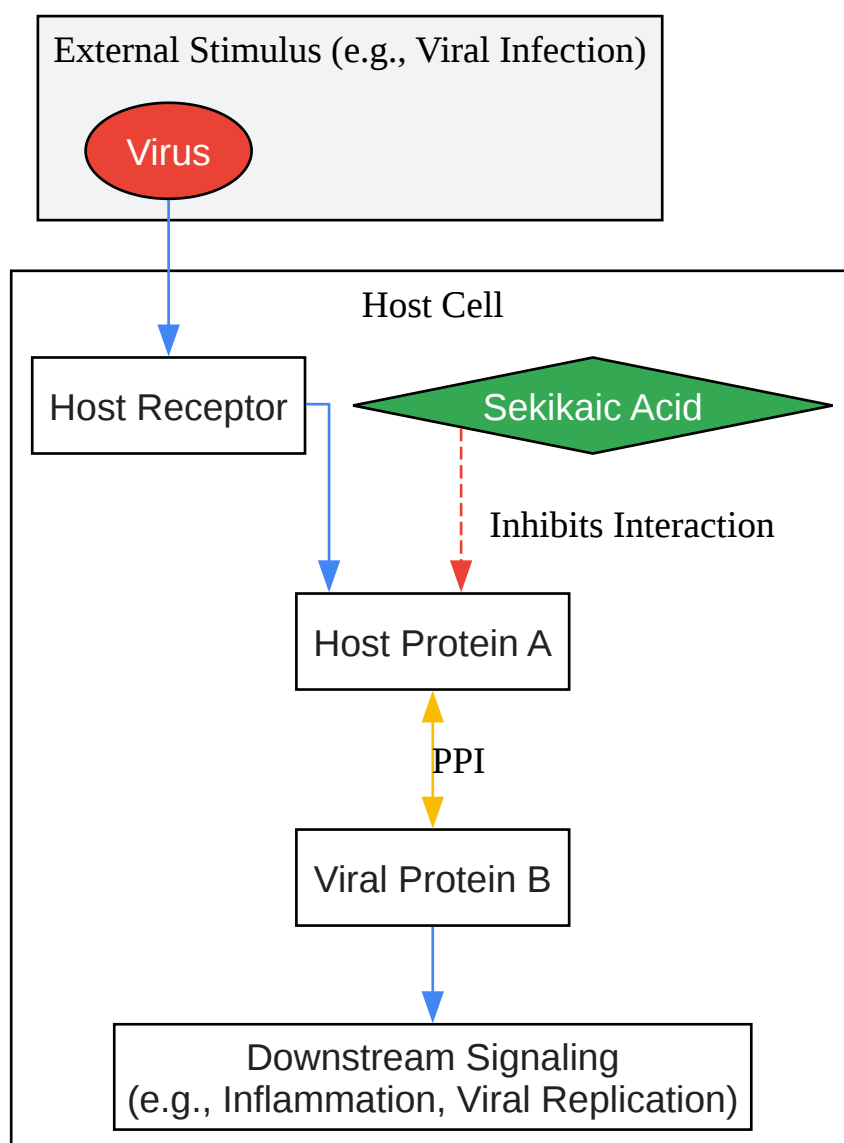 External Stimulus (e.g., Viral Infection)
Virus
Host Cell
Host Receptor
Sekikaic Acid
Inhibits Interaction
Host Protein A
PPI
Viral Protein B
Downstream Signaling
(e.g., Inflammation, Viral Replication)